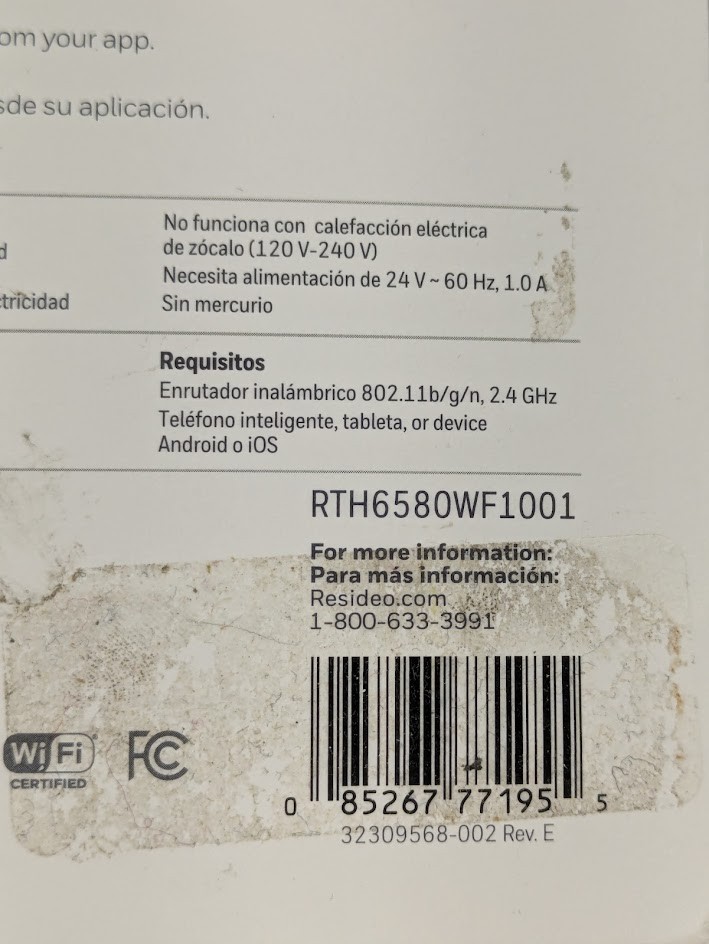 om your app.
sde su aplicación.
No funciona con calefacción eléctrica
de zócalo (120 V-240 V)
d
Necesita alimentación de 24 V ~ 60 Hz, 1.0 A
ctricidad
Sin mercurio
Requisitos
Enrutador inalámbrico 802.11b/g/n, 2.4 GHz
Teléfono inteligente, tableta, or device
Android o iOS
RTH6580WF1001
For more information:
Para más información:
Resideo.com
1-800-633-3991
Wi Fi
CERTIFIED
FC
0 85267 77195 5
32309568-002 Rev. E